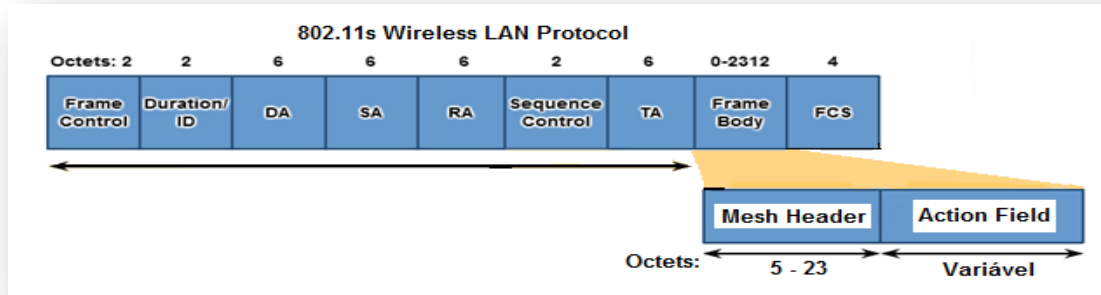 802.11s Wireless LAN Protocol
Octets: 2 2 6 6 6 2 6 0-2312 4
Frame Control Duration/ ID DA SA RA Sequence Control TA Frame Body FCS
Mesh Header Action Field
Octets: 5 - 23 Variável